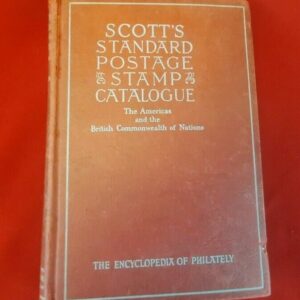 SCOTT'S
STANDARD
POSTAGE
STAMP
CATALOGUE
The Americas
and the
British Commonwealth of Nations
THE ENCYCLOPEDIA OF PHILATELY